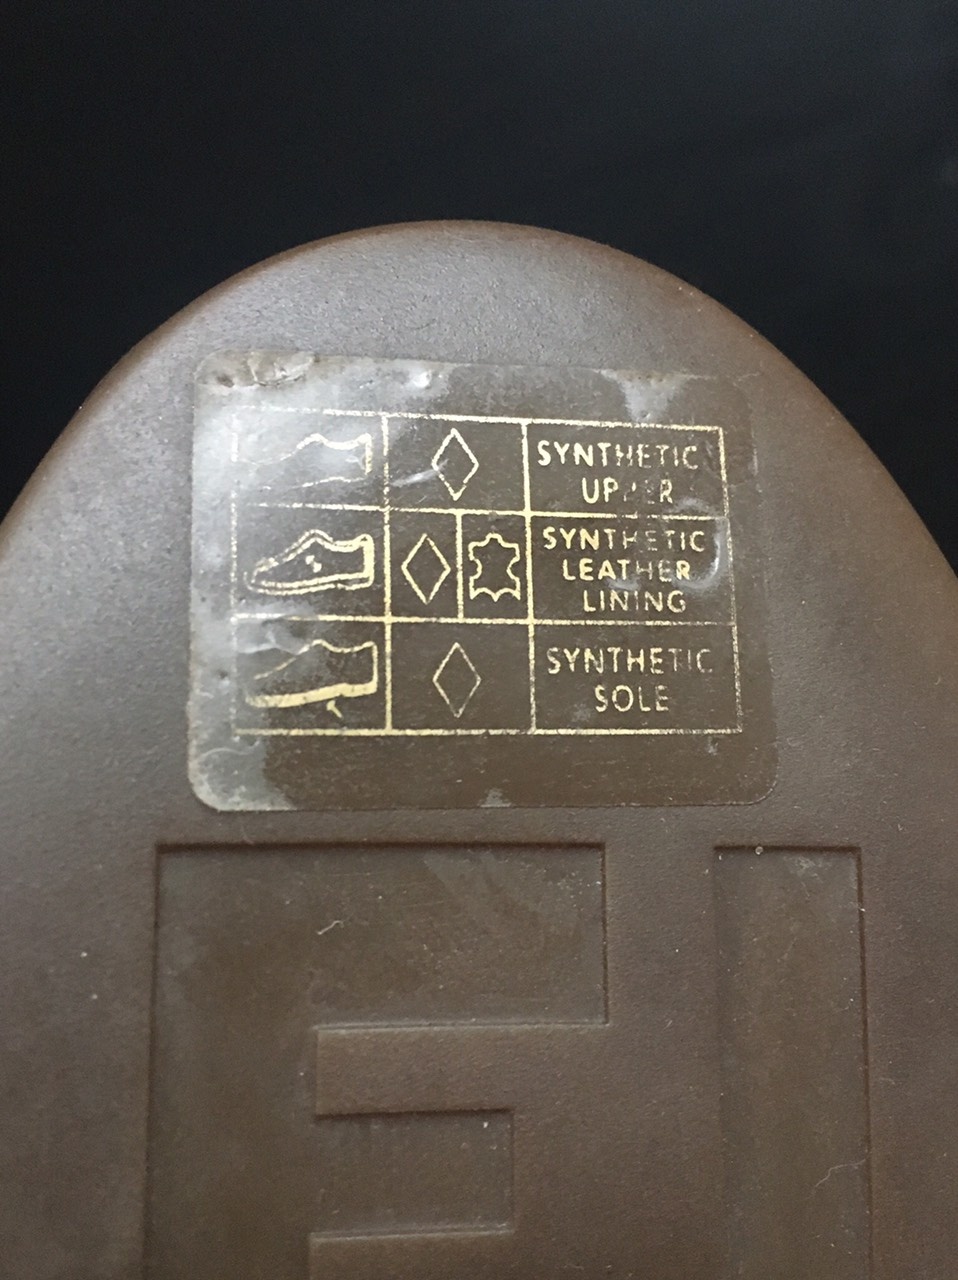 SYNTHETIC
UPPER
SYNTHETIC
LEATHER
LINING
SYNTHETIC
SOLE